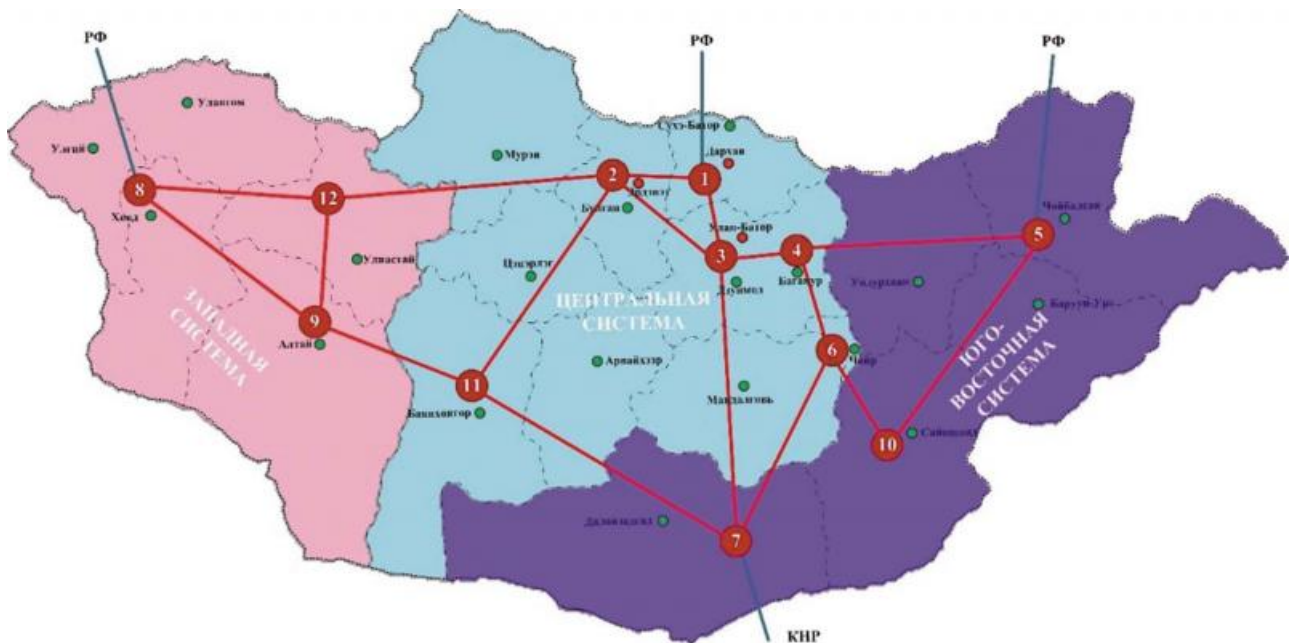 РФ
РФ
РФ
Улангом
Сухэ-Батор
Улгий
Мурэн
Дархан
2
1
8
12
Эрдэнэт
Булган
Ховд
Чойбалсан
5
Улан-Батор
4
3
Улиастай
Цэцэрлэг
Багануур
Ундурхаан
Дзунмод
ЗАПАДНАЯ
СИСТЕМА
ЦЕНТРАЛЬНАЯ
СИСТЕМА
Баруун-Урт
9
Алтай
6
Чойр
ЮГО-
ВОСТОЧНАЯ
СИСТЕМА
Арвайхээр
11
Мандалговь
Баянхонгор
10
Сайншанд
Даланзадгад
7
КНР